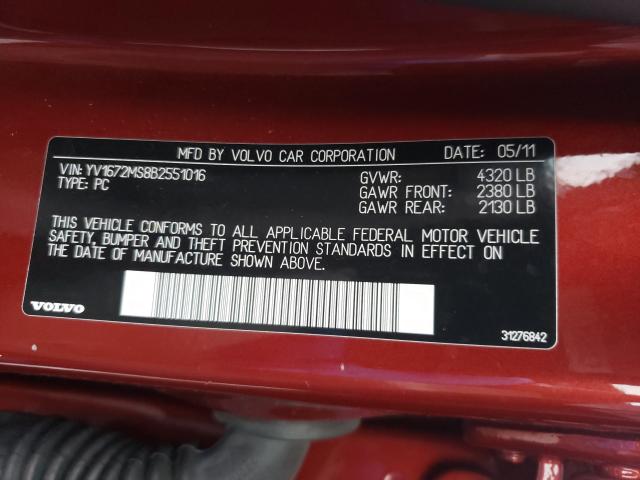 MFD BY VOLVO CAR CORPORATION DATE: 05/11
VIN: YV1672MS8B2551016
TYPE: PC
GVWR: 4320 LB
GAWR FRONT: 2380 LB
GAWR REAR: 2130 LB
THIS VEHICLE CONFORMS TO ALL APPLICABLE FEDERAL MOTOR VEHICLE
SAFETY, BUMPER AND THEFT PREVENTION STANDARDS IN EFFECT ON
THE DATE OF MANUFACTURE SHOWN ABOVE.
VOLVO
31276842